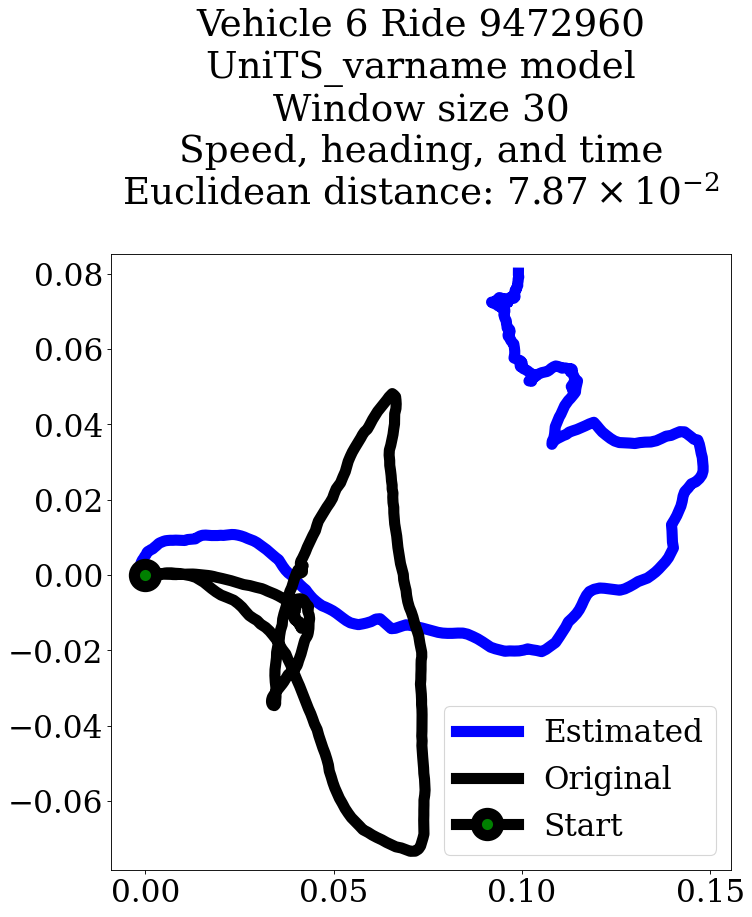 Vehicle 6 Ride 9472960
UniTS_varname model
Window size 30
Speed, heading, and time
Euclidean distance: 7.87 × 10⁻²
0.08
0.06
0.04
0.02
0.00
−0.02
−0.04
−0.06
Estimated
Original
Start
0.00 0.05 0.10 0.15